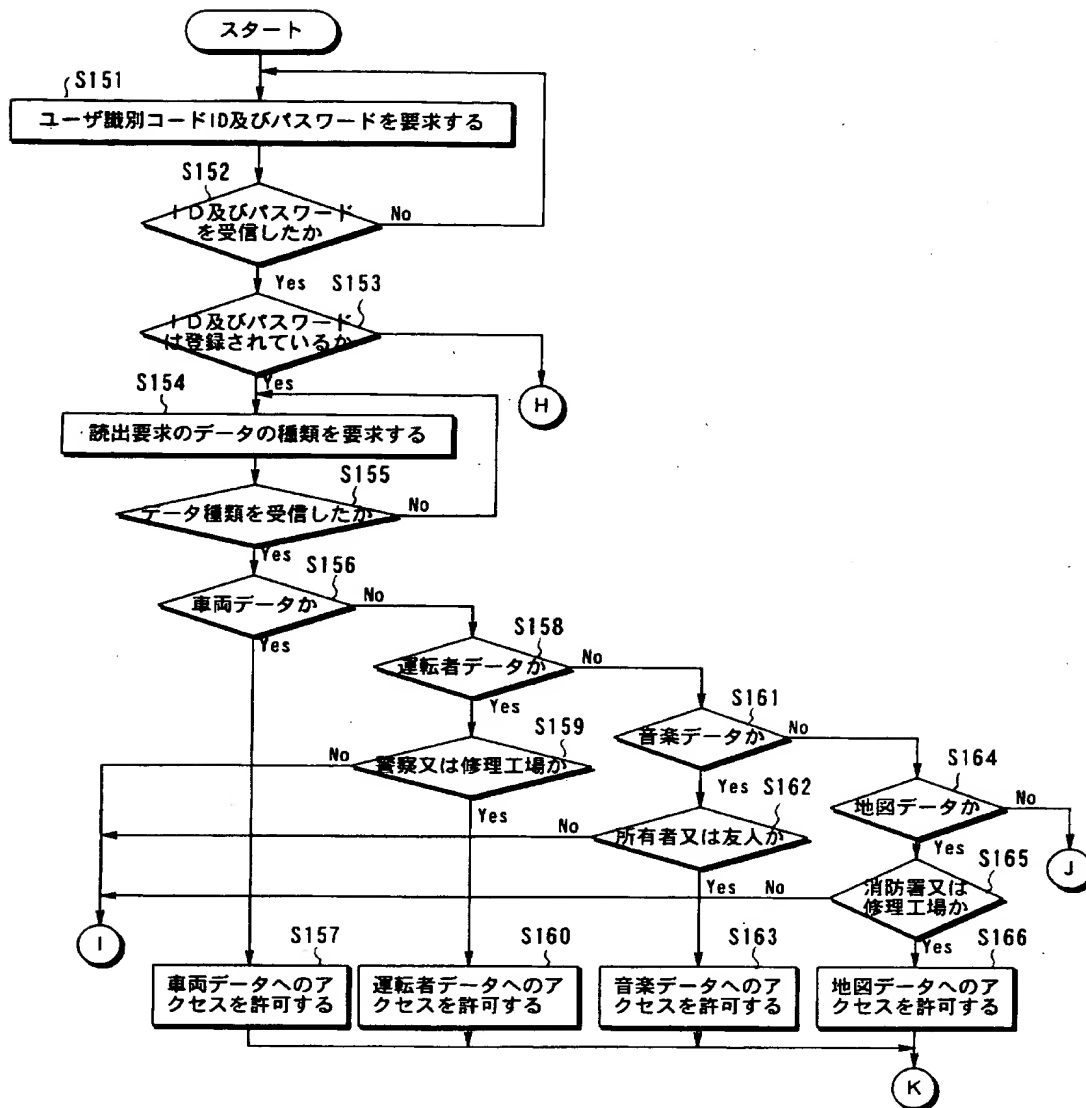 スタート
S151
ユーザ識別コードID及びパスワードを要求する
S152
ID及びパスワード
を受信したか
No
Yes
S153
ID及びパスワード
は登録されているか
Yes
H
S154
読出要求のデータの種類を要求する
S155
データ種類を受信したか
No
Yes
S156
車両データか
No
Yes
S158
運転者データか
No
Yes
S161
音楽データか
No
Yes
S159
警察又は修理工場か
No
Yes
S164
地図データか
No
Yes
S162
所有者又は友人か
No
Yes
J
S165
消防署又は
修理工場か
No
Yes
I
S157
車両データへのア
クセスを許可する
S160
運転者データへのア
クセスを許可する
S163
音楽データへのア
クセスを許可する
S166
地図データへのア
クセスを許可する
K